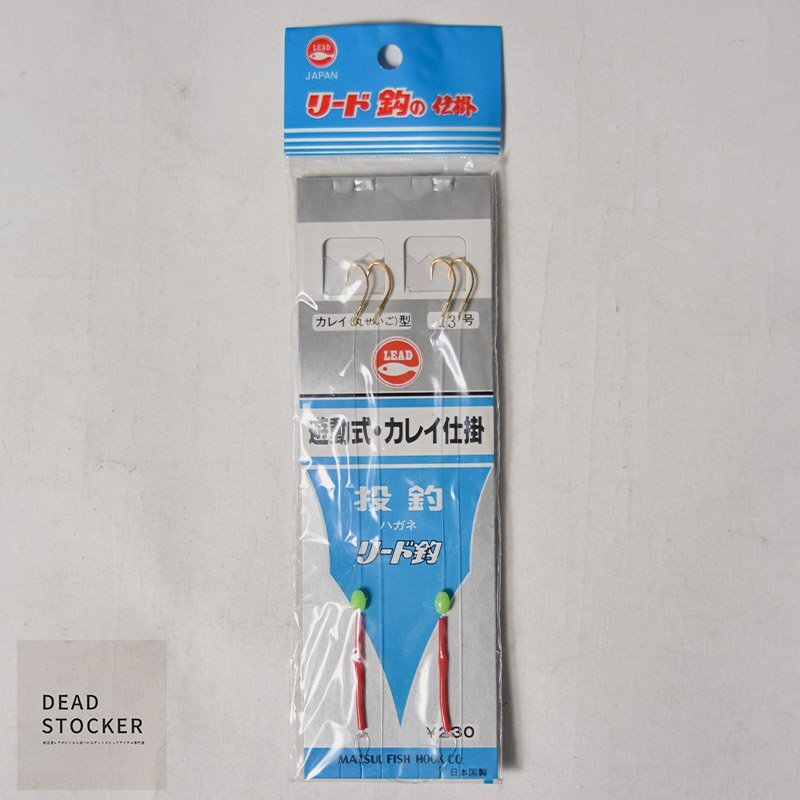 LEAD
JAPAN
リード 鈎の仕掛
カレイ(丸せいご)型
13号
LEAD
遊動式・カレイ仕掛
投釣
ハガネ
リード鈎
¥230
MATSUI FISH HOOK CO.
日本国製
DEAD
STOCKER